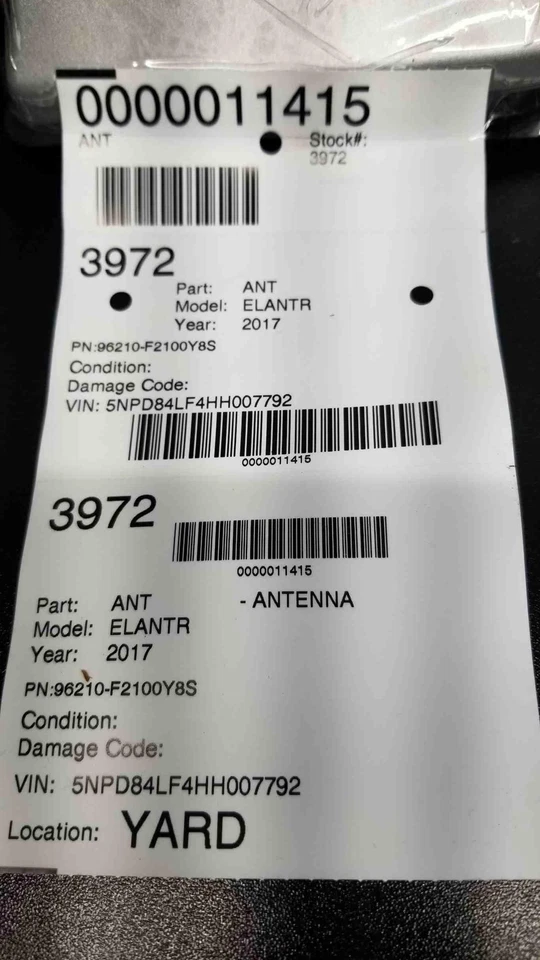 0000011415
ANT Stock#:
3972
3972
Part: ANT
Model: ELANTR
Year: 2017
PN:96210-F2100Y8S
Condition:
Damage Code:
VIN: 5NPD84LF4HH007792
0000011415
3972
0000011415
Part: ANT - ANTENNA
Model: ELANTR
Year: 2017
PN:96210-F2100Y8S
Condition:
Damage Code:
VIN: 5NPD84LF4HH007792
Location: YARD